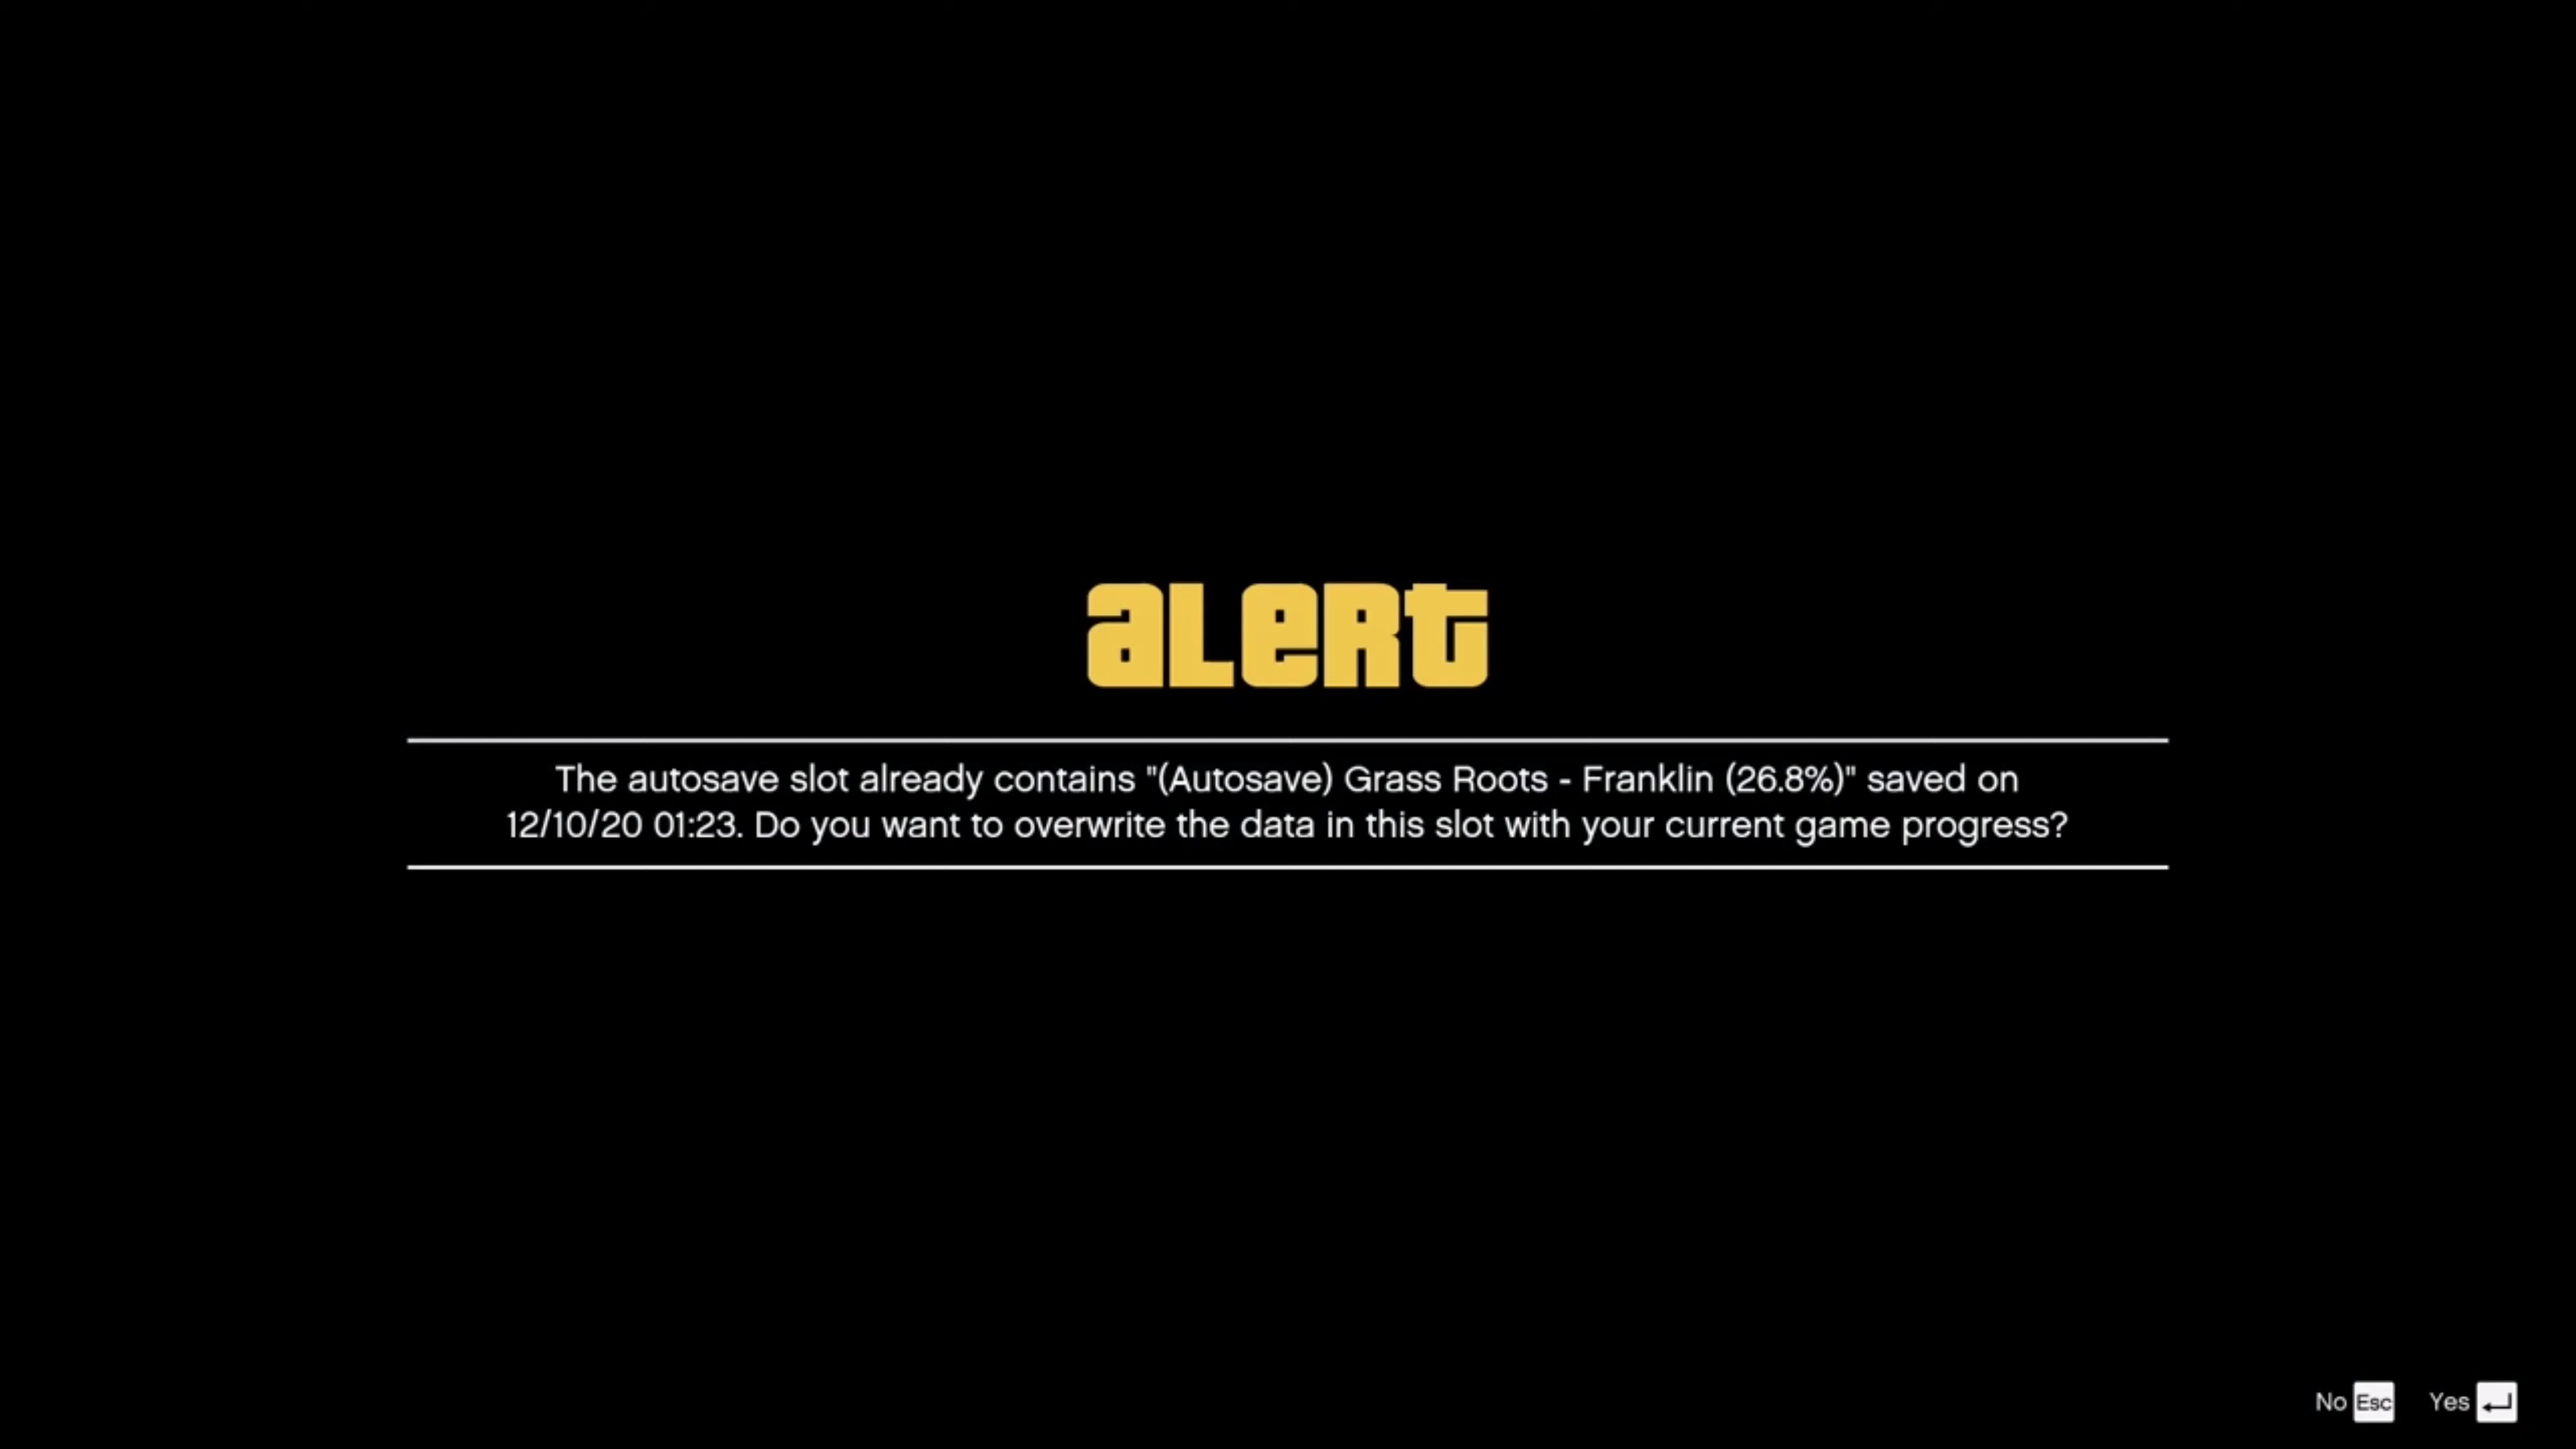 aLeRt
The autosave slot already contains "(Autosave) Grass Roots - Franklin (26.8%)" saved on
12/10/20 01:23. Do you want to overwrite the data in this slot with your current game progress?
No Esc Yes